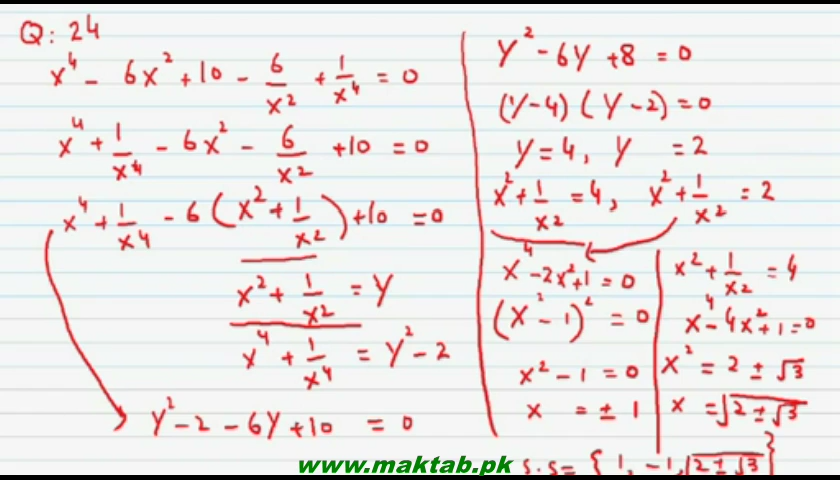 Q: 24
x⁴ - 6x² + 10 - 6/x² + 1/x⁴ = 0
x⁴ + 1/x⁴ - 6x² - 6/x² + 10 = 0
x⁴ + 1/x⁴ - 6(x² + 1/x²) + 10 = 0
x² + 1/x² = y
x⁴ + 1/x⁴ = y² - 2
y² - 2 - 6y + 10 = 0
y² - 6y + 8 = 0
(y - 4)(y - 2) = 0
y = 4, y = 2
x² + 1/x² = 4, x² + 1/x² = 2
x⁴ - 2x² + 1 = 0
(x² - 1)² = 0
x² - 1 = 0
x = ± 1
x² + 1/x² = 4
x⁴ - 4x² + 1 = 0
x² = 2 ± √3
x = √(2 ± √3)
S.S = {1, -1, √(2 ± √3)}
www.maktab.pk